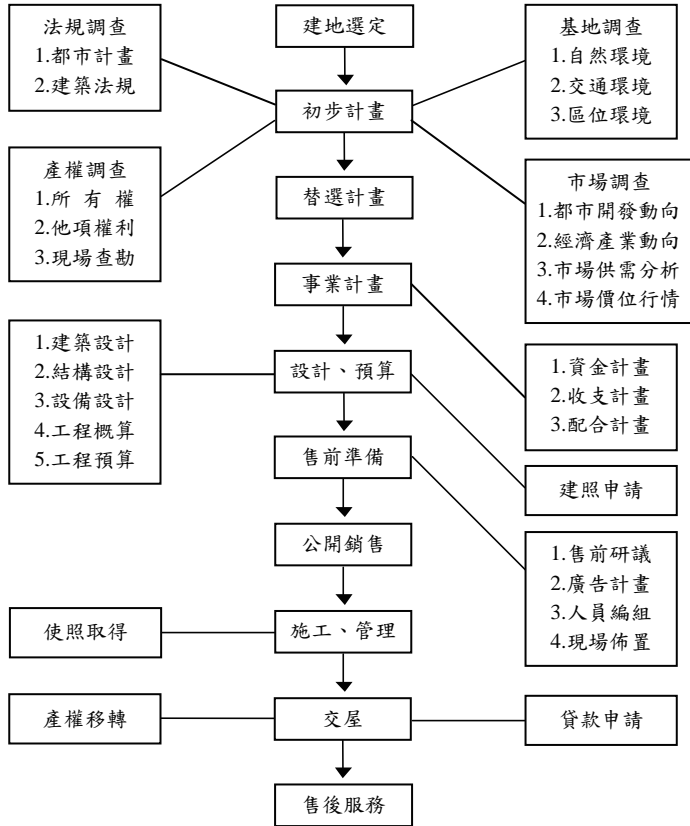 建地選定
初步計畫
替選計畫
事業計畫
設計、預算
售前準備
公開銷售
施工、管理
交屋
售後服務
法規調查
1.都市計畫
2.建築法規
產權調查
1.所有權
2.他項權利
3.現場查勘
1.建築設計
2.結構設計
3.設備設計
4.工程概算
5.工程預算
使照取得
產權移轉
基地調查
1.自然環境
2.交通環境
3.區位環境
市場調查
1.都市開發動向
2.經濟產業動向
3.市場供需分析
4.市場價位行情
1.資金計畫
2.收支計畫
3.配合計畫
建照申請
1.售前研議
2.廣告計畫
3.人員編組
4.現場佈置
貸款申請